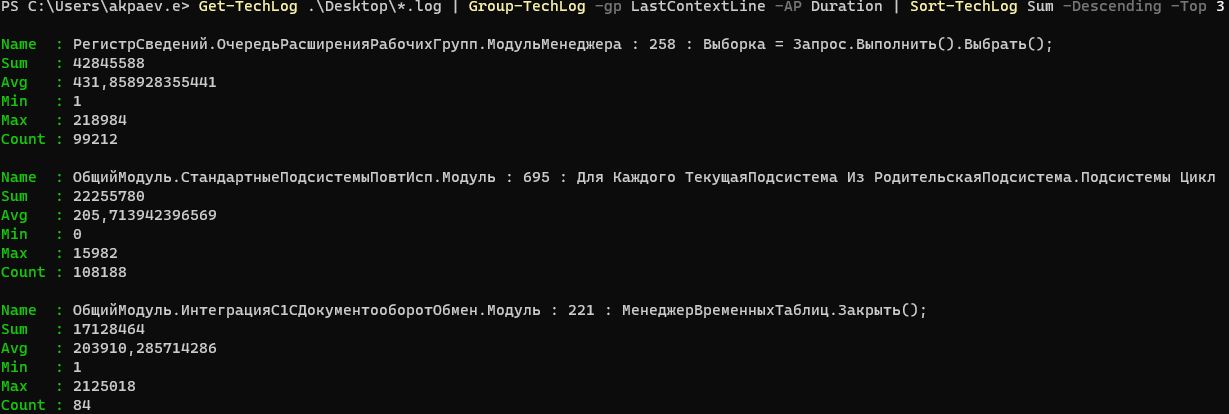 PS C:\Users\akpaev.e> Get-TechLog .\Desktop\*.log | Group-TechLog -gp LastContextLine -AP Duration | Sort-TechLog Sum -Descending -Top 3
Name  : РегистрСведений.ОчередьРасширенияРабочихГрупп.МодульМенеджера : 258 : Выборка = Запрос.Выполнить().Выбрать();
Sum   : 42845588
Avg   : 431,858928355441
Min   : 1
Max   : 218984
Count : 99212
Name  : ОбщийМодуль.СтандартныеПодсистемыПовтИсп.Модуль : 695 : Для Каждого ТекущаяПодсистема Из РодительскаяПодсистема.Подсистемы Цикл
Sum   : 22255780
Avg   : 205,713942396569
Min   : 0
Max   : 15982
Count : 108188
Name  : ОбщийМодуль.ИнтеграцияС1СДокументооборотОбмен.Модуль : 221 : МенеджерВременныхТаблиц.Закрыть();
Sum   : 17128464
Avg   : 203910,285714286
Min   : 1
Max   : 2125018
Count : 84